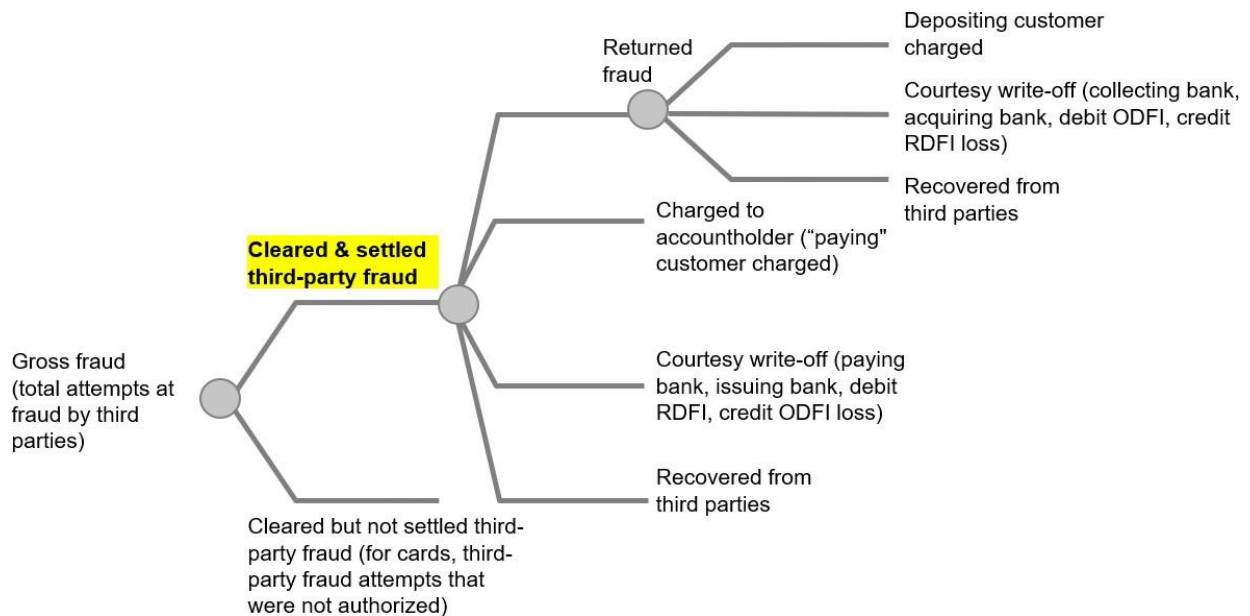 Gross fraud
(total attempts at
fraud by third
parties)
Cleared & settled
third-party fraud
Cleared but not settled third-
party fraud (for cards, third-
party fraud attempts that
were not authorized)
Returned
fraud
Charged to
accountholder (“paying"
customer charged)
Courtesy write-off (paying
bank, issuing bank, debit
RDFI, credit ODFI loss)
Recovered from
third parties
Depositing customer
charged
Courtesy write-off (collecting bank,
acquiring bank, debit ODFI, credit
RDFI loss)
Recovered from
third parties